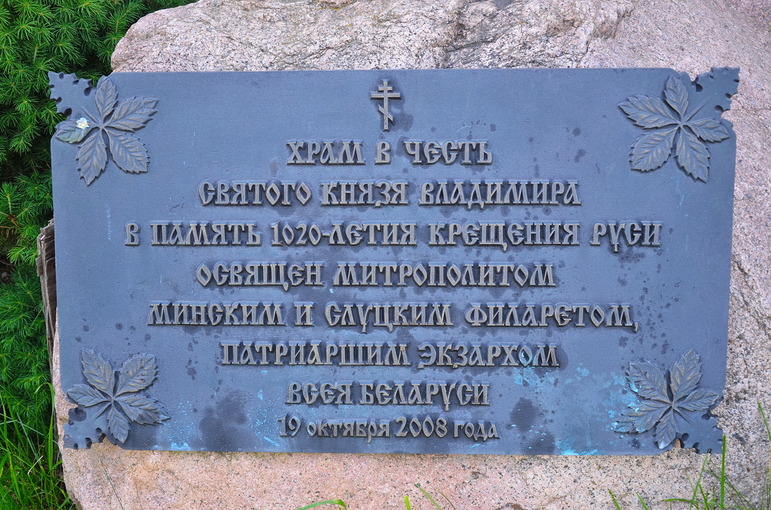 ХРАМ В ЧЕСТЬ
СВЯТОГО КНЯЗЯ ВЛАДИМИРА
В ПАМЯТЬ 1020-ЛЕТИЯ КРЕЩЕНИЯ РУСИ
ОСВЯЩЕН МИТРОПОЛИТОМ
МИНСКИМ И СЛУЦКИМ ФИЛАРЕТОМ,
ПАТРИАРШИМ ЭКЗАРХОМ
ВСЕЯ БЕЛАРУСИ
19 октября 2008 года